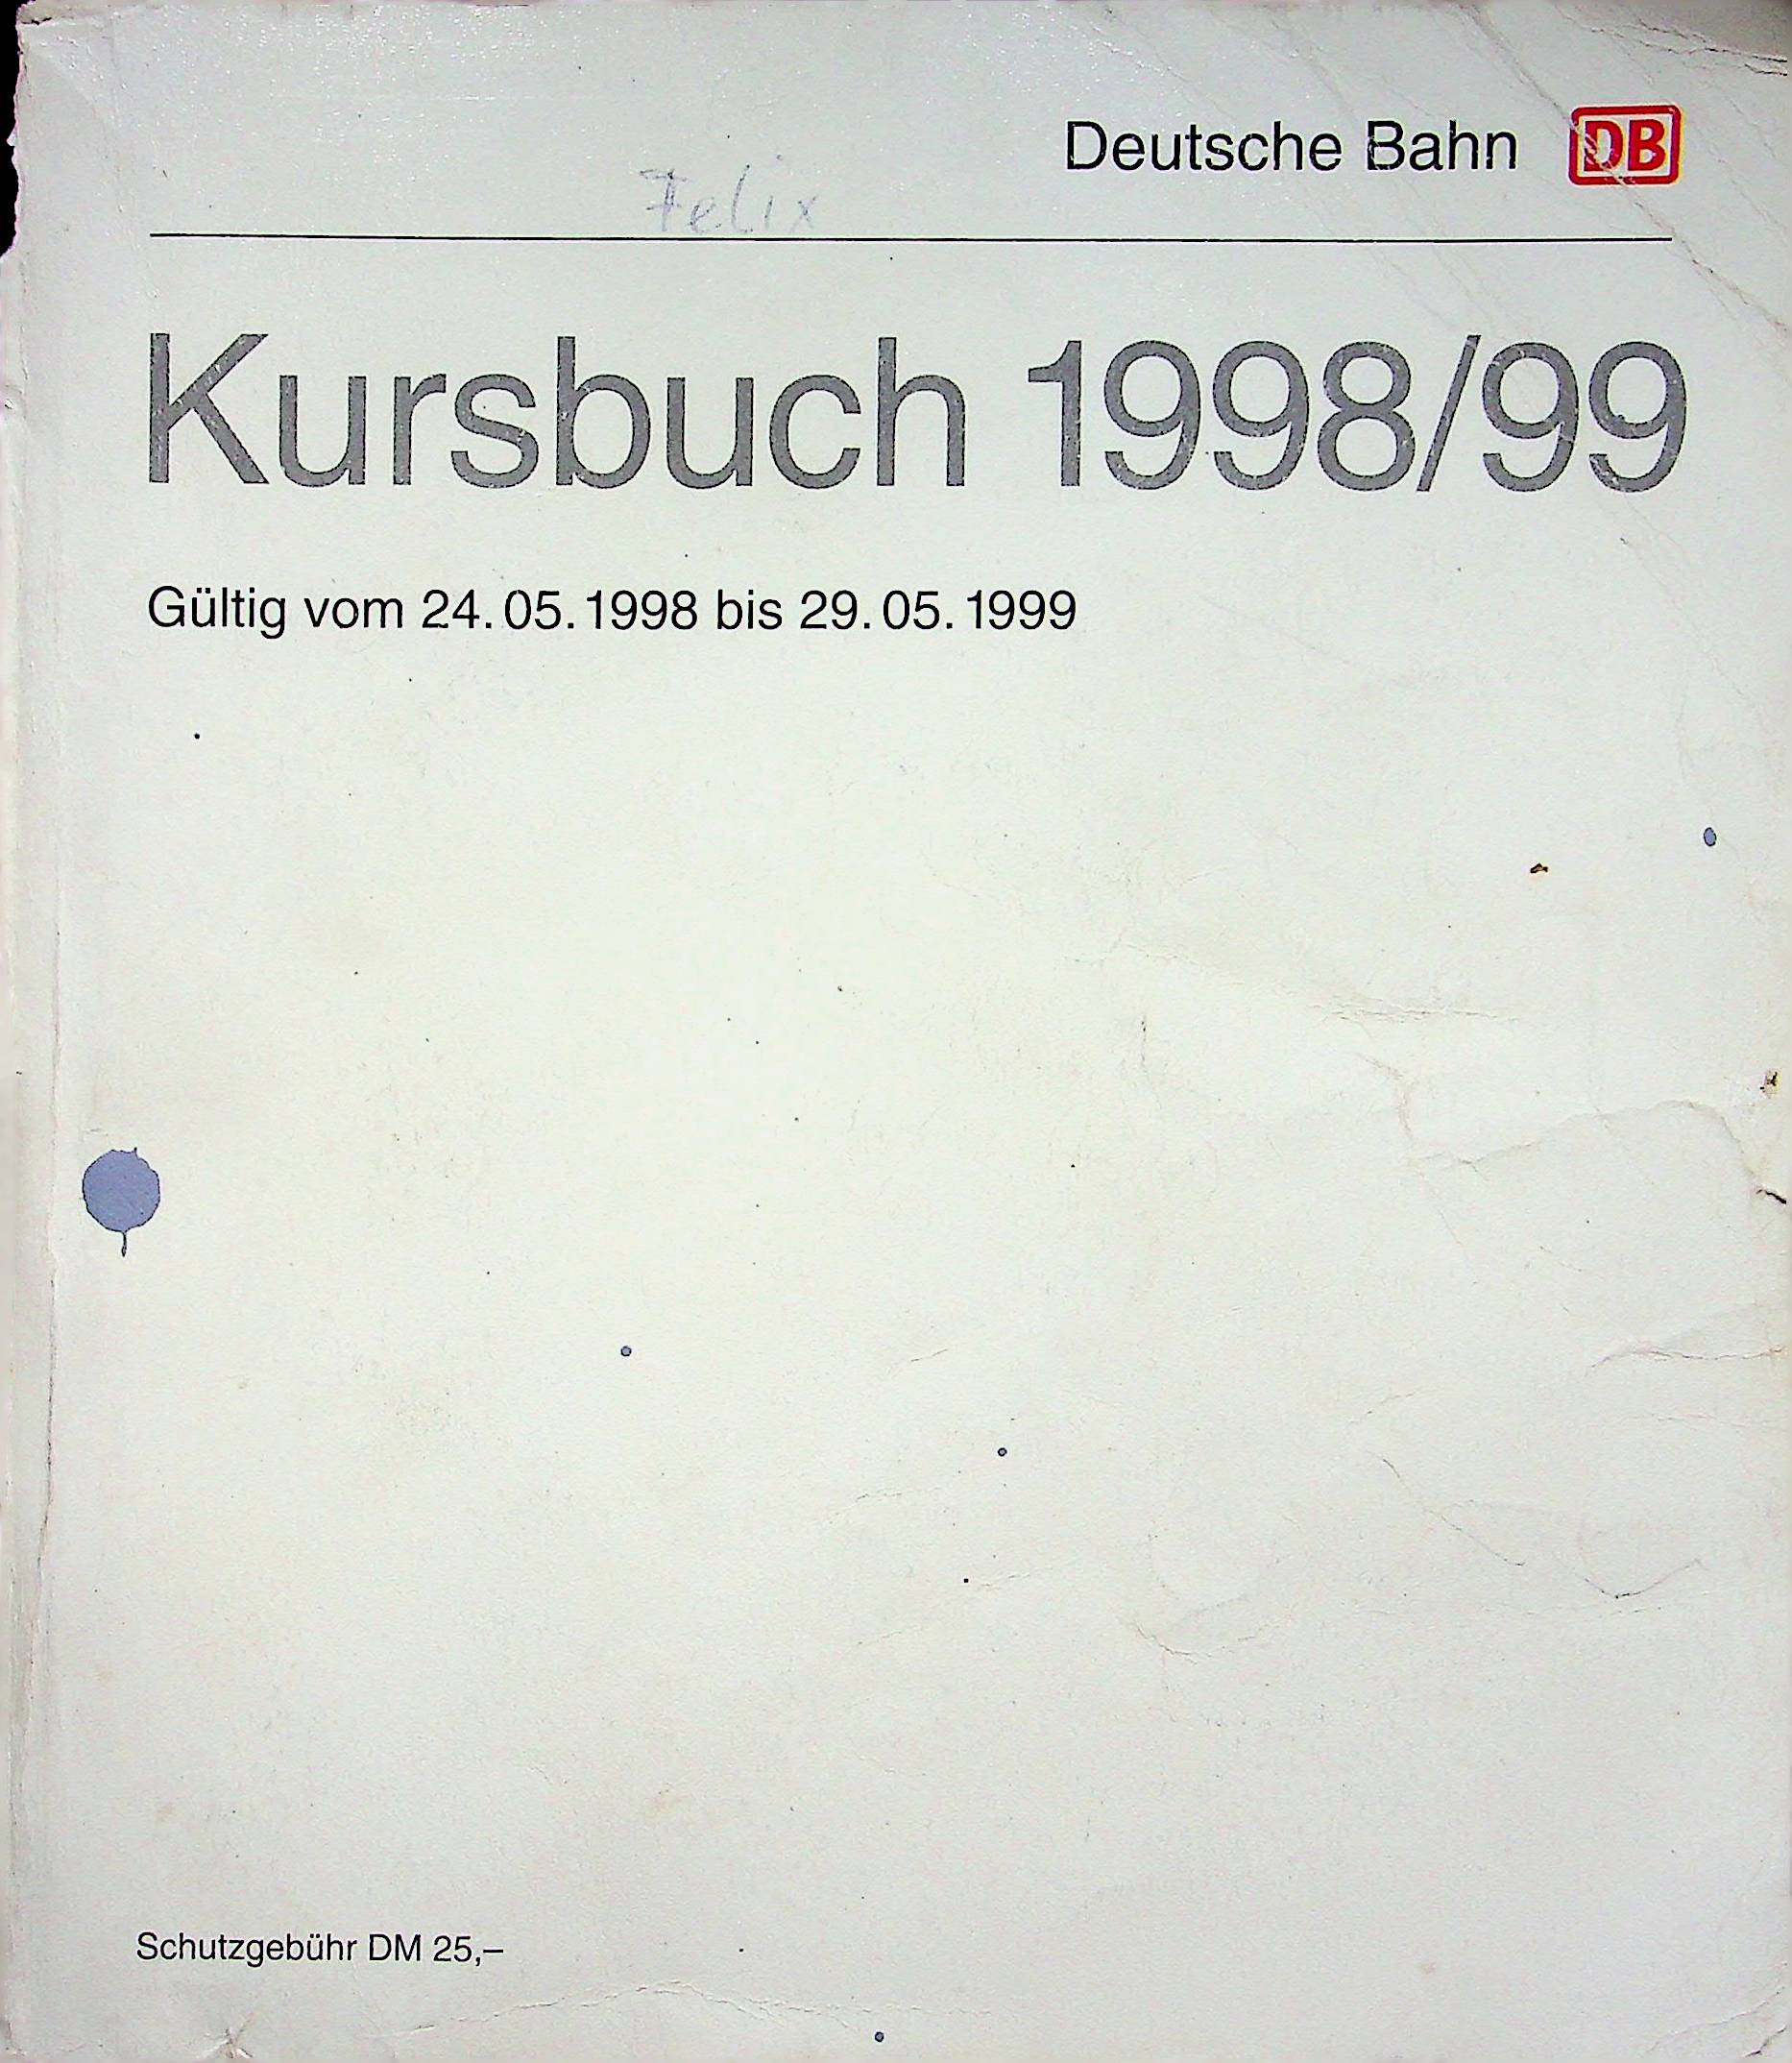 Deutsche Bahn DB
Felix
Kursbuch 1998/99
Gültig vom 24.05.1998 bis 29.05.1999
Schutzgebühr DM 25,–